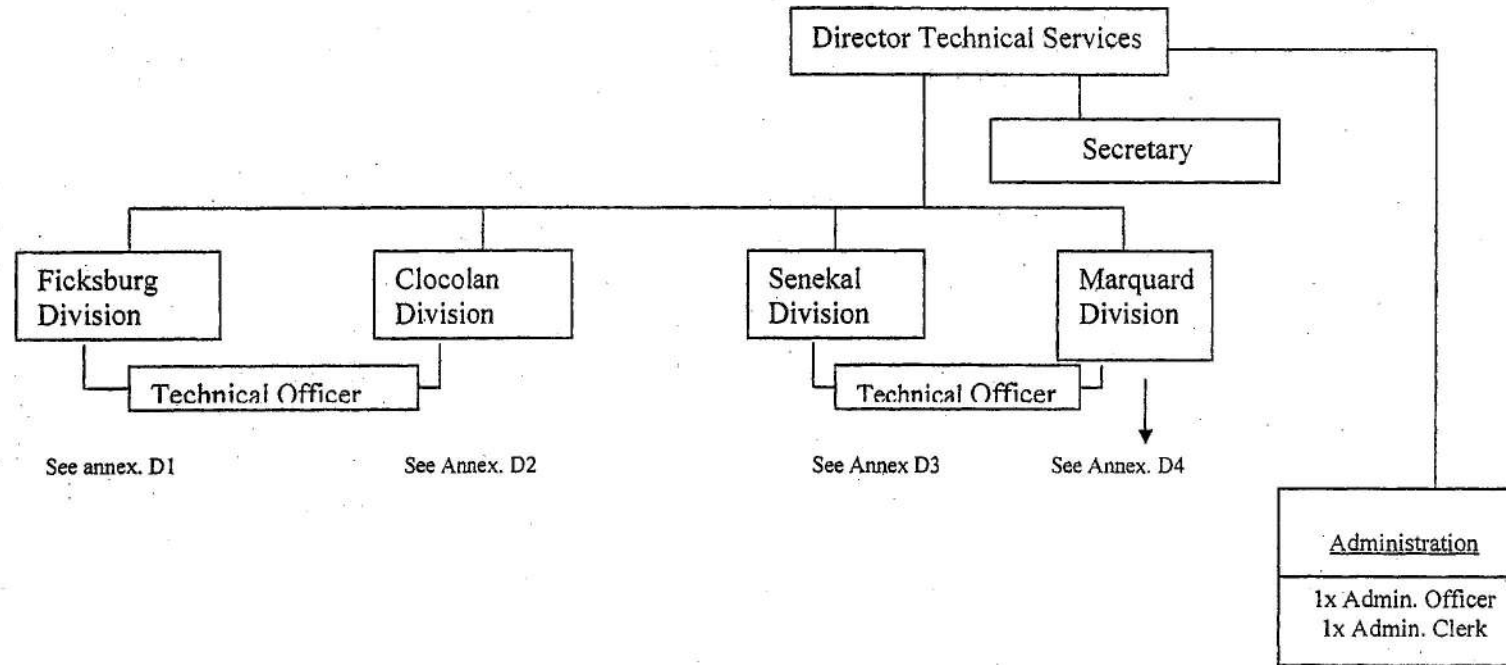 Director Technical Services
Secretary
Ficksburg
Division
Clocolan
Division
Senekal
Division
Marquard
Division
Technical Officer
Technical Officer
See annex. D1
See Annex. D2
See Annex D3
See Annex. D4
Administration
1x Admin. Officer
1x Admin. Clerk